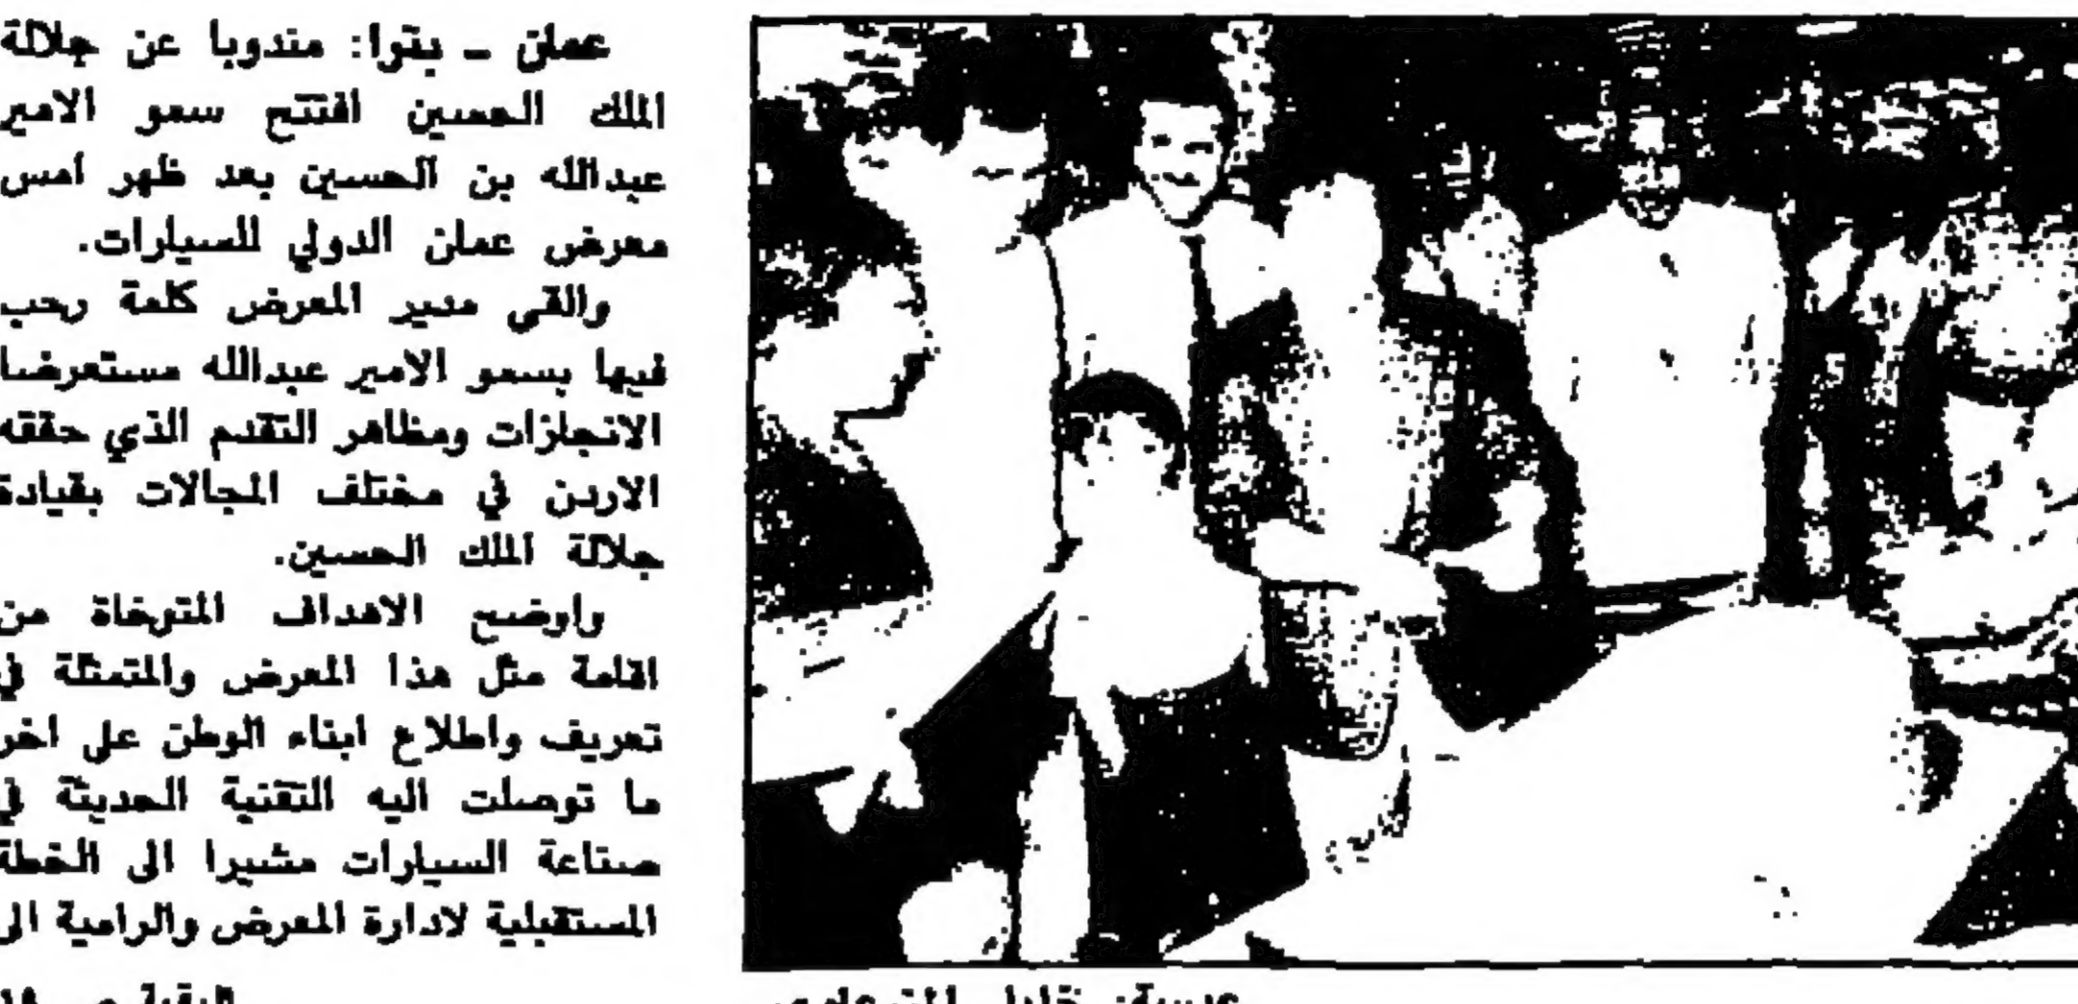 عمان ـ بترا: مندوبا عن جلالة
الملك الحسين افتتح سمو الامير
عبدالله بن الحسين بعد ظهر امس
معرض عمان الدولي للسيارات.
والقى مدير المعرض كلمة رحب
فيها بسمو الامير عبدالله مستعرضا
الانجازات ومظاهر التقدم الذي حققه
الاردن في مختلف المجالات بقيادة
جلالة الملك الحسين.
واوضح الاهداف المتوخاة من
اقامة مثل هذا المعرض والمتمثلة في
تعريف واطلاع ابناء الوطن على اخر
ما توصلت اليه التقنية الحديثة في
صناعة السيارات مشيرا الى الخطة
المستقبلية لادارة المعرض والرامية الى
البقية ص
عدسة: خليل